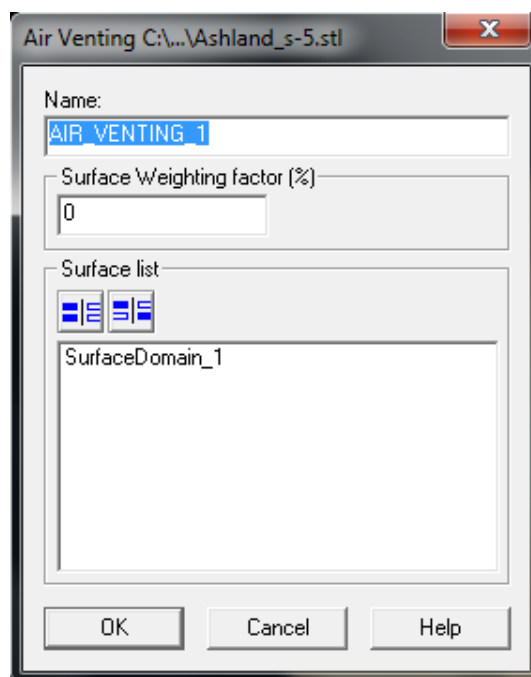 Air Venting C:\...\Ashland_s-5.stl
Name:
AIR_VENTING_1
Surface Weighting factor (%)
0
Surface list
SurfaceDomain_1
OK
Cancel
Help